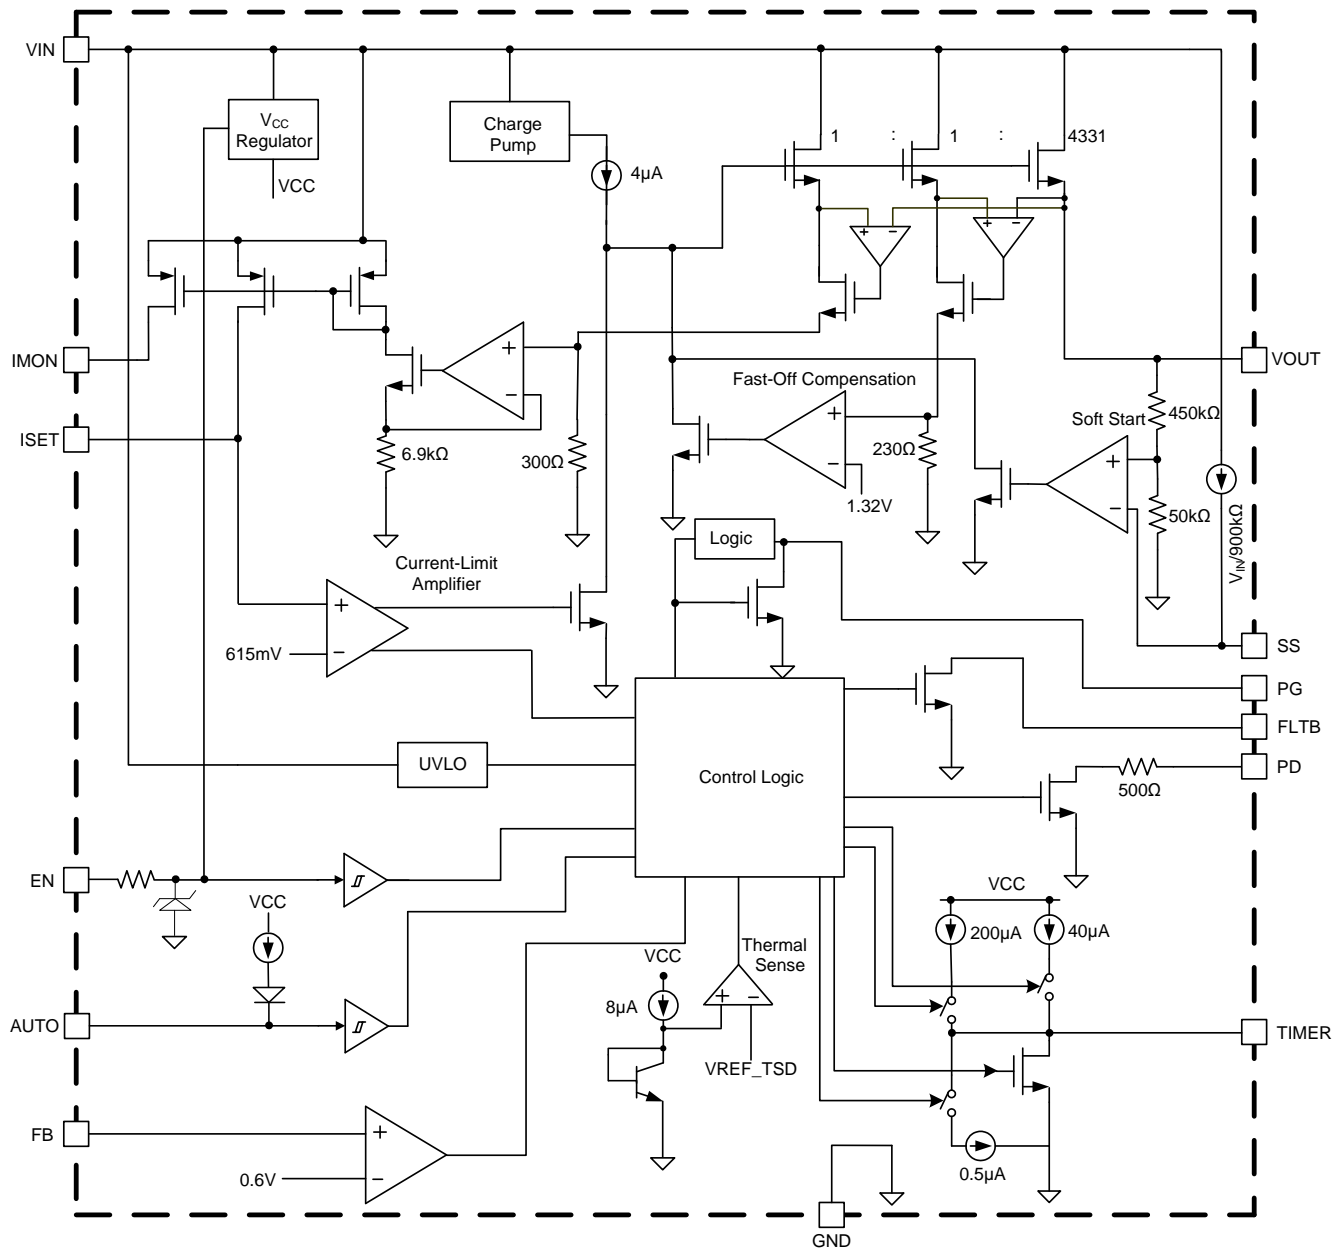 VIN
V_CC
Regulator
VCC
Charge
Pump
4µA
1 : 1 : 4331
+ −
+ −
IMON
ISET
+
−
6.9kΩ
300Ω
Fast-Off Compensation
+
−
230Ω
1.32V
Soft Start
+
−
450kΩ
50kΩ
V_IN/900kΩ
VOUT
Current-Limit
Amplifier
+
−
615mV
Logic
SS
PG
FLTB
PD
500Ω
UVLO
Control Logic
EN
VCC
AUTO
VCC
8µA
Thermal
Sense
+ −
VREF_TSD
VCC
200µA
40µA
TIMER
0.5µA
FB
+
−
0.6V
GND